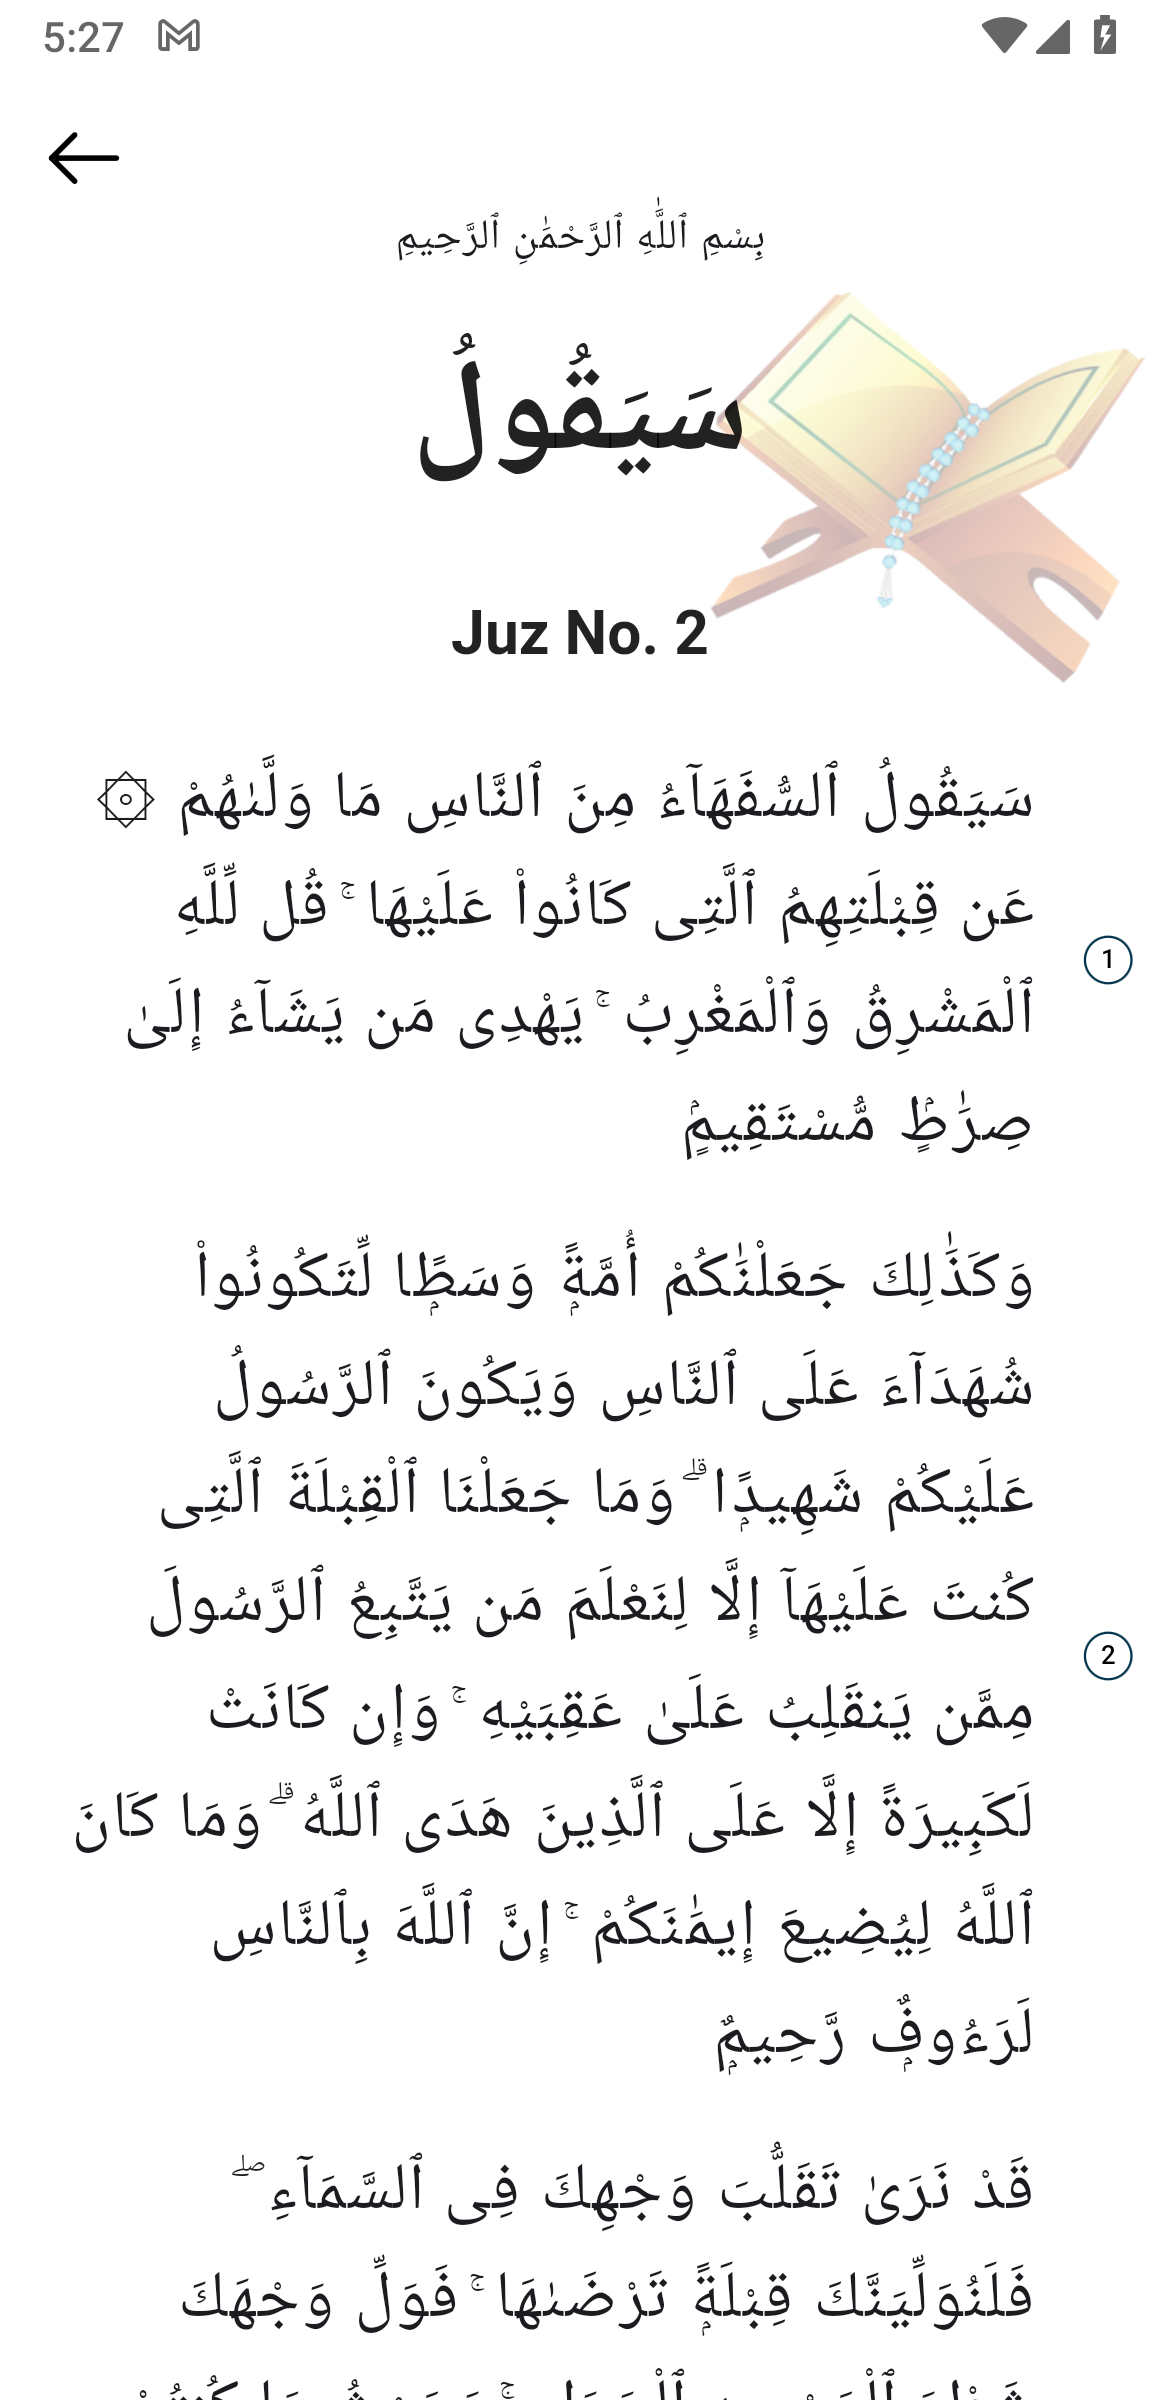 5:27
بِسْمِ ٱللَّٰهِ ٱلرَّحْمَٰنِ ٱلرَّحِيمِ
سَيَقُولُ
Juz No. 2
۞ سَيَقُولُ ٱلسُّفَهَآءُ مِنَ ٱلنَّاسِ مَا وَلَّىٰهُمْ
عَن قِبْلَتِهِمُ ٱلَّتِى كَانُوا۟ عَلَيْهَا ۚ قُل لِّلَّهِ
1
ٱلْمَشْرِقُ وَٱلْمَغْرِبُ ۚ يَهْدِى مَن يَشَآءُ إِلَىٰ
صِرَٰطٍۢ مُّسْتَقِيمٍۢ
وَكَذَٰلِكَ جَعَلْنَٰكُمْ أُمَّةًۭ وَسَطًۭا لِّتَكُونُوا۟
شُهَدَآءَ عَلَى ٱلنَّاسِ وَيَكُونَ ٱلرَّسُولُ
عَلَيْكُمْ شَهِيدًۭا ۗ وَمَا جَعَلْنَا ٱلْقِبْلَةَ ٱلَّتِى
كُنتَ عَلَيْهَآ إِلَّا لِنَعْلَمَ مَن يَتَّبِعُ ٱلرَّسُولَ
2
مِمَّن يَنقَلِبُ عَلَىٰ عَقِبَيْهِ ۚ وَإِن كَانَتْ
لَكَبِيرَةً إِلَّا عَلَى ٱلَّذِينَ هَدَى ٱللَّهُ ۗ وَمَا كَانَ
ٱللَّهُ لِيُضِيعَ إِيمَٰنَكُمْ ۚ إِنَّ ٱللَّهَ بِٱلنَّاسِ
لَرَءُوفٌۭ رَّحِيمٌۭ
قَدْ نَرَىٰ تَقَلُّبَ وَجْهِكَ فِى ٱلسَّمَآءِ ۖ
فَلَنُوَلِّيَنَّكَ قِبْلَةًۭ تَرْضَىٰهَا ۚ فَوَلِّ وَجْهَكَ